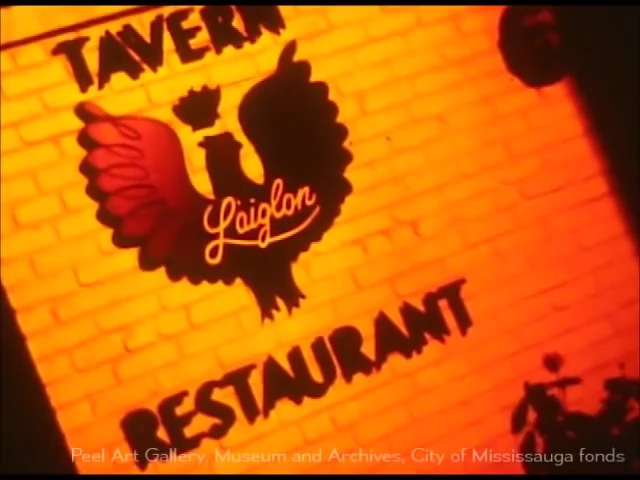 TAVERN
L'aiglon
RESTAURANT
Peel Art Gallery, Museum and Archives, City of Mississauga fonds